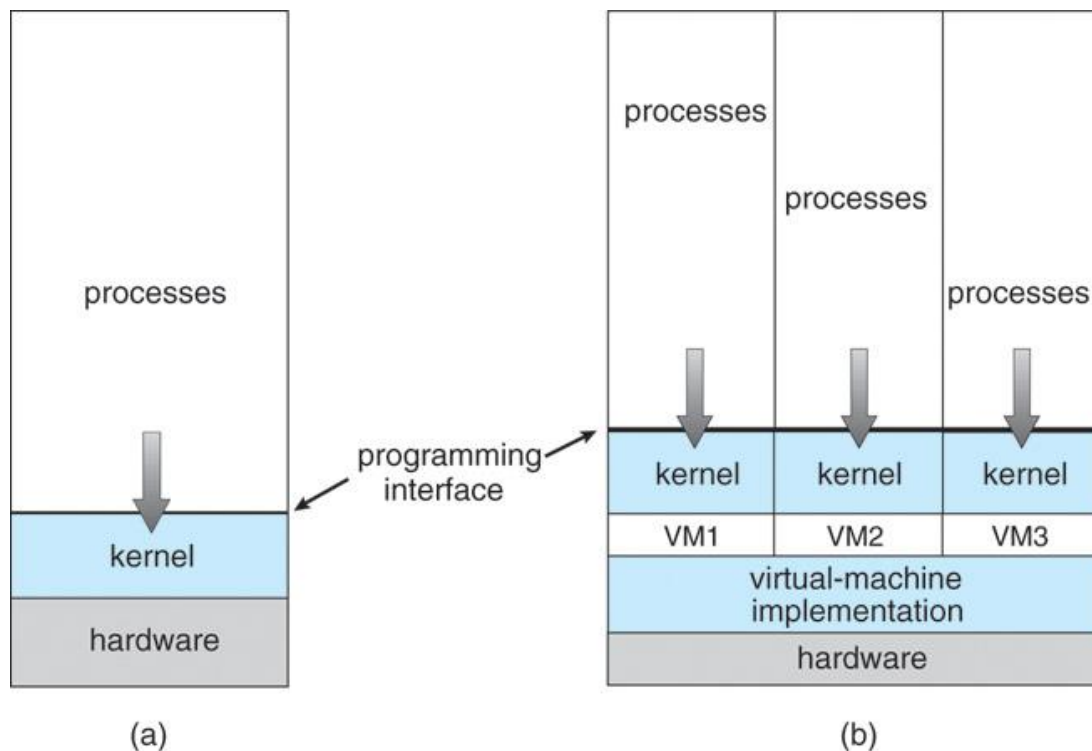 processes
kernel
hardware
(a)
programming
interface
processes
processes
processes
kernel
kernel
kernel
VM1
VM2
VM3
virtual-machine
implementation
hardware
(b)